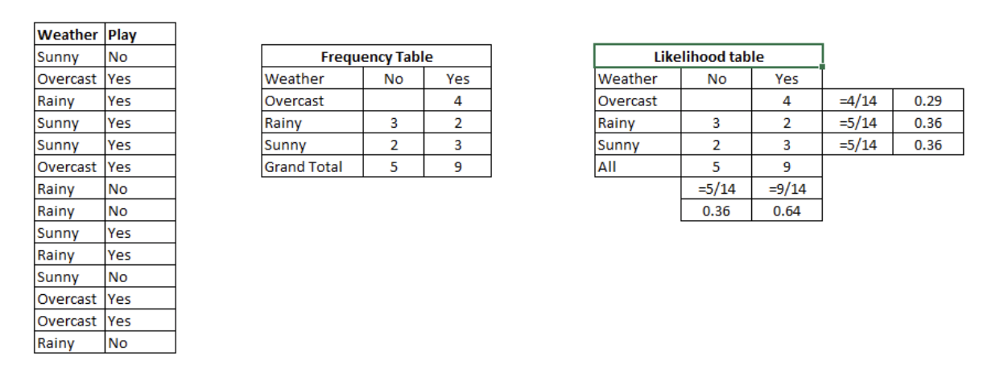 Weather Play
Sunny No
Overcast Yes
Rainy Yes
Sunny Yes
Sunny Yes
Overcast Yes
Rainy No
Rainy No
Sunny Yes
Rainy Yes
Sunny No
Overcast Yes
Overcast Yes
Rainy No
Frequency Table
Weather No Yes
Overcast 4
Rainy 3 2
Sunny 2 3
Grand Total 5 9
Likelihood table
Weather No Yes
Overcast 4 =4/14 0.29
Rainy 3 2 =5/14 0.36
Sunny 2 3 =5/14 0.36
All 5 9
=5/14 =9/14
0.36 0.64